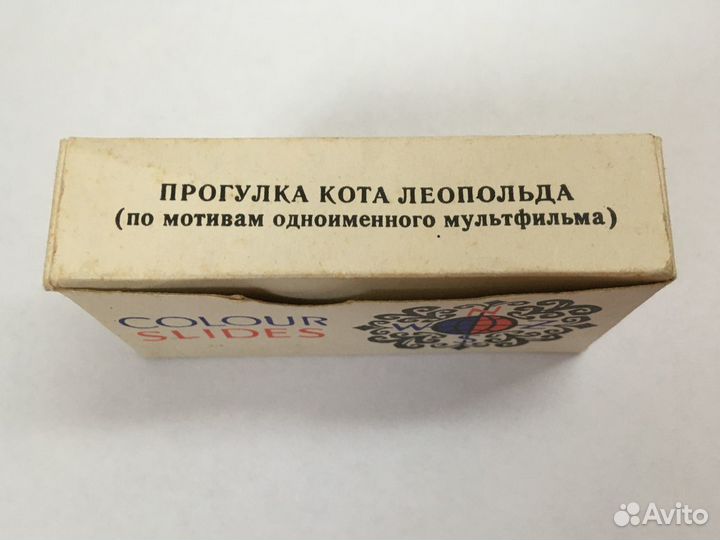 ПРОГУЛКА КОТА ЛЕОПОЛЬДА
(по мотивам одноименного мультфильма)
COLOUR
SLIDES
N
W Z
S
Avito